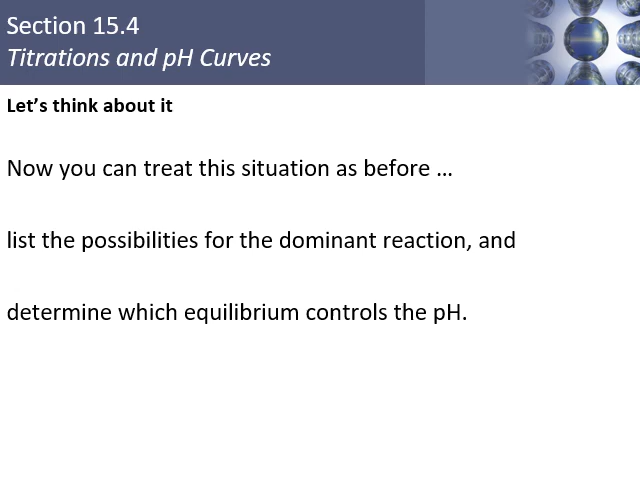 Section 15.4
Titrations and pH Curves
Let’s think about it
Now you can treat this situation as before …
list the possibilities for the dominant reaction, and
determine which equilibrium controls the pH.